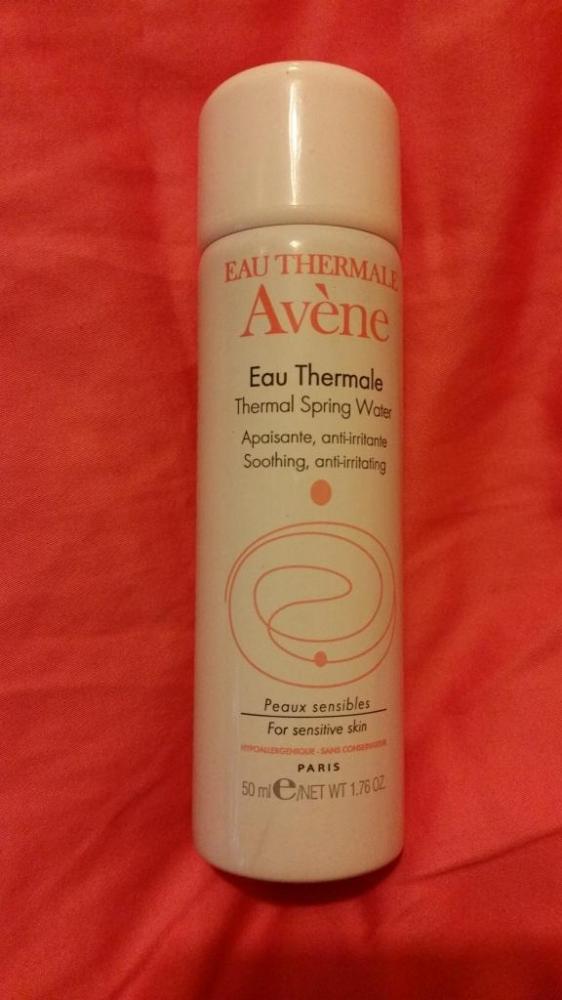 EAU THERMALE
Avène
Eau Thermale
Thermal Spring Water
Apaisante, anti-irritante
Soothing, anti-irritating
Peaux sensibles
For sensitive skin
HYPOALLERGENIQUE - SANS CONSERVATEUR
PARIS
50 ml e/NET WT 1.76 OZ.